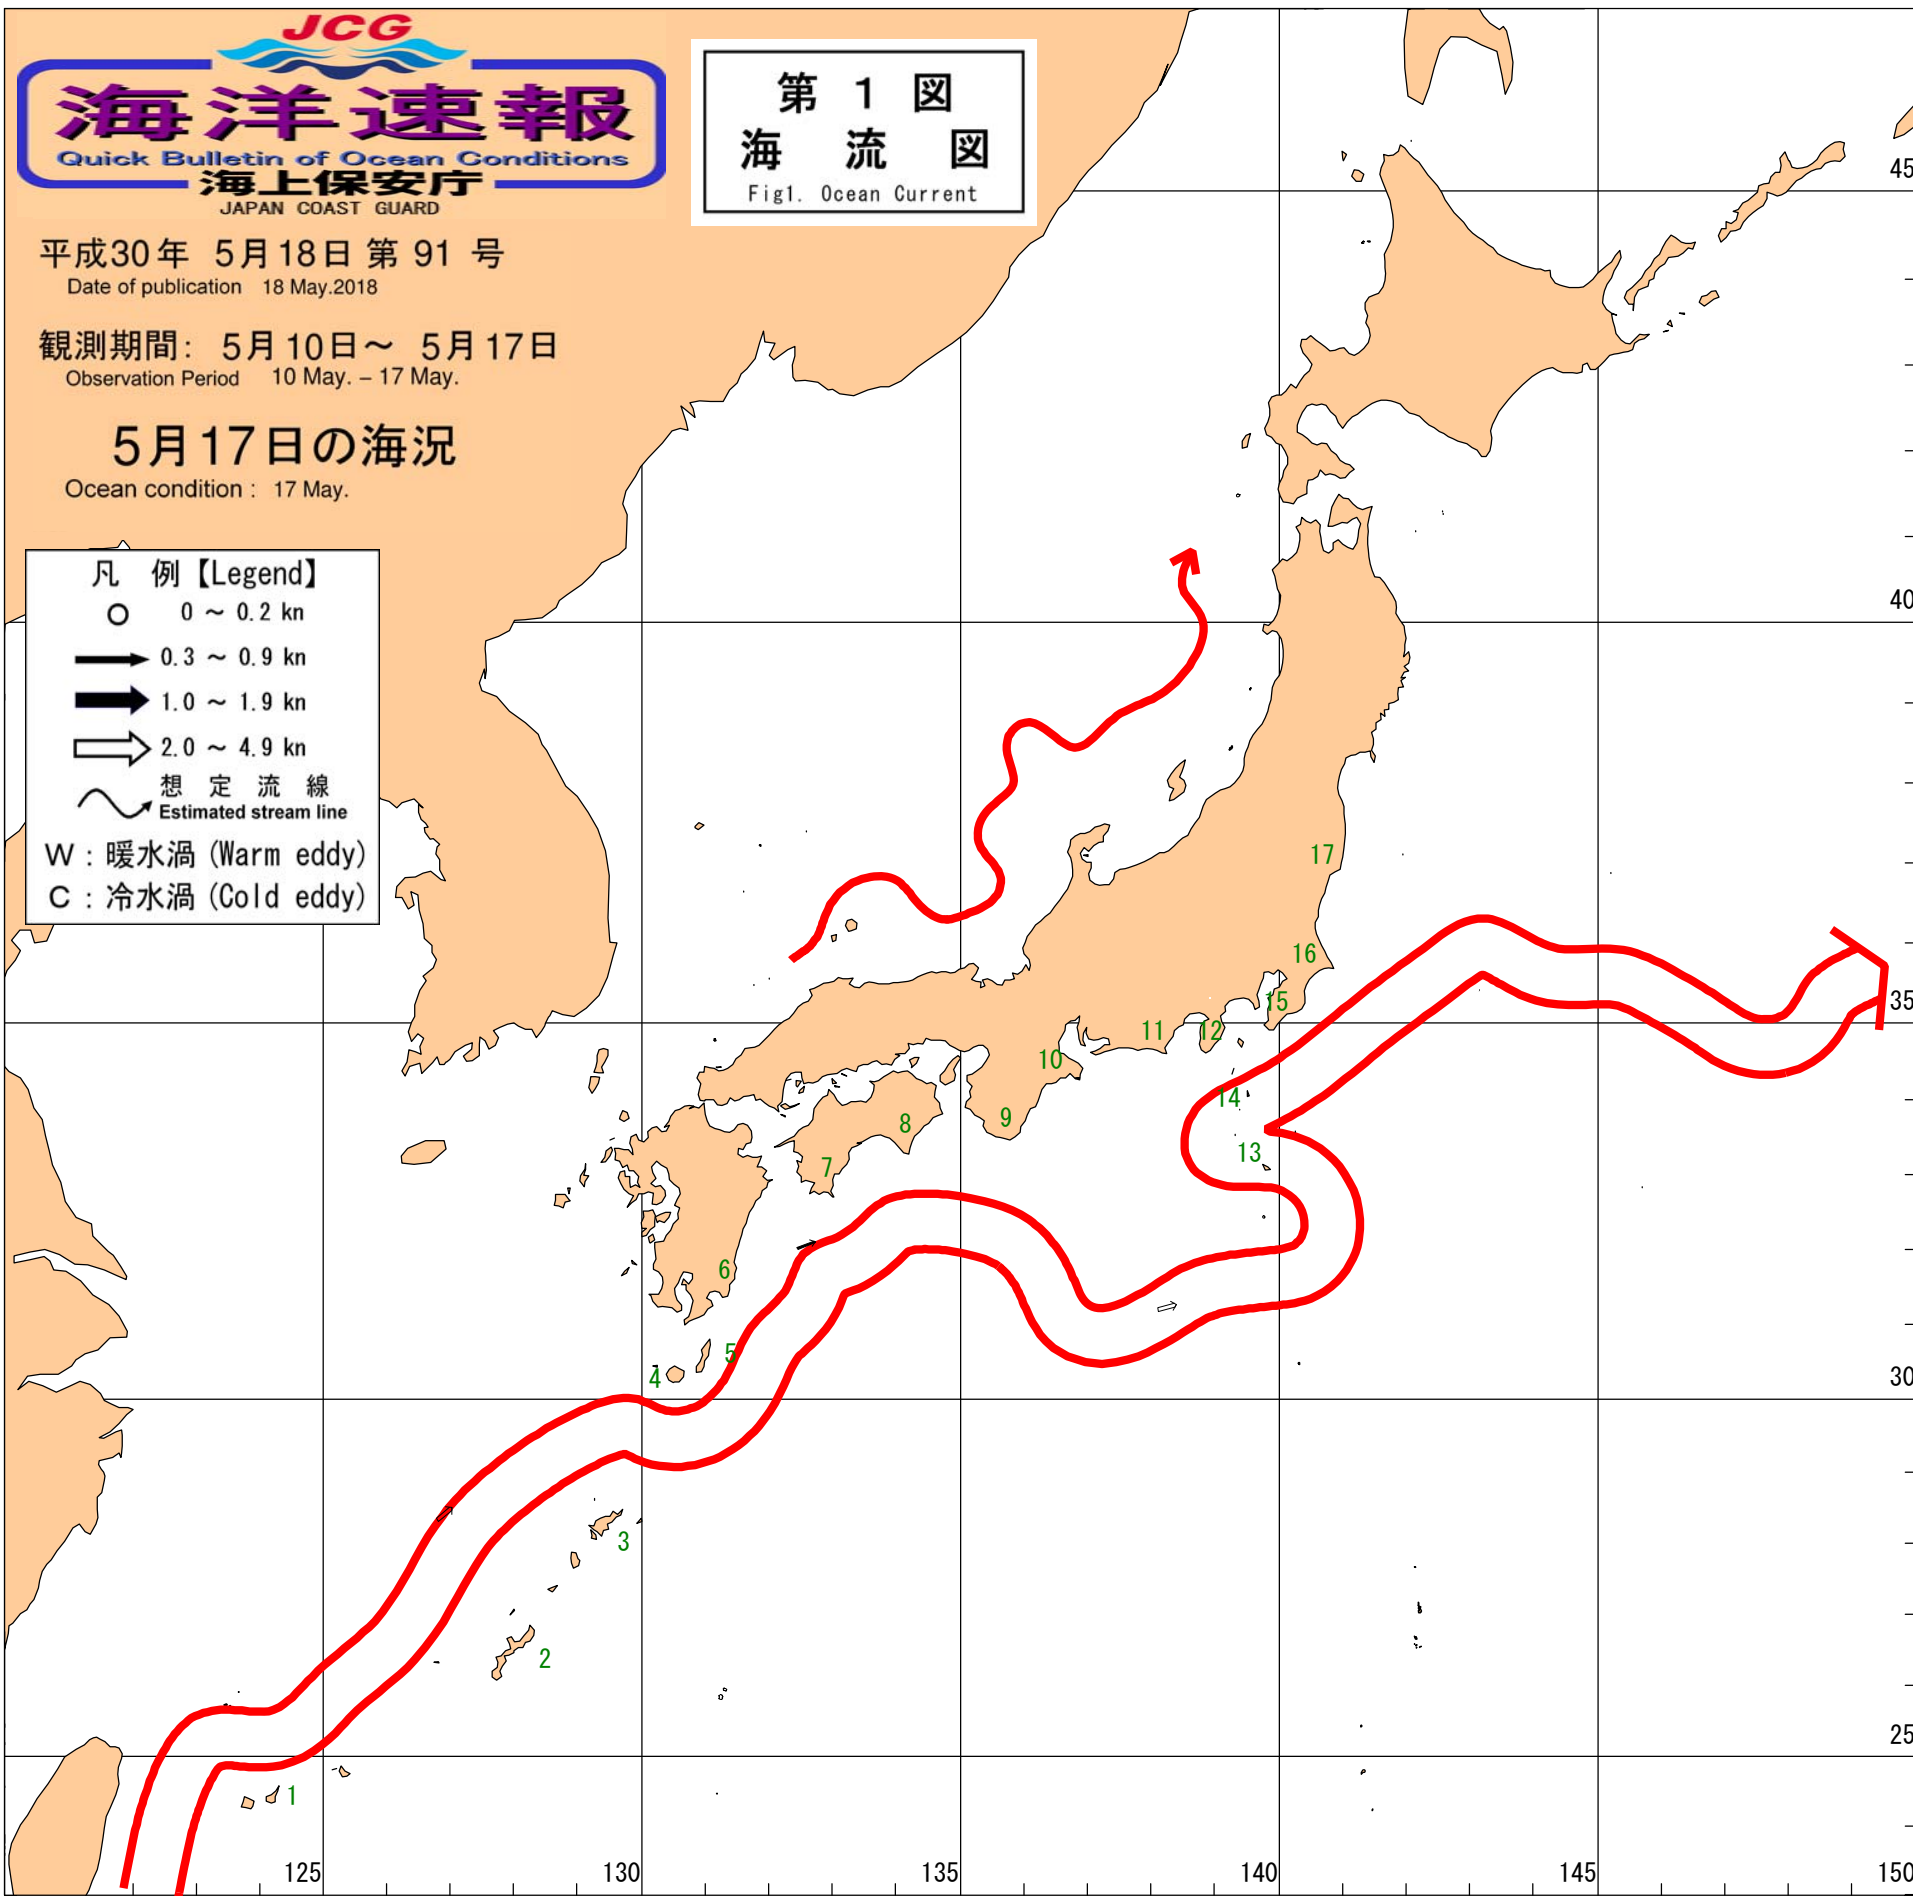 JCG
海洋速報
Quick Bulletin of Ocean Conditions
海上保安庁
JAPAN COAST GUARD
第 1 図
海 流 図
Fig1. Ocean Current
平成30年 5月18日 第 91 号
Date of publication 18 May.2018
観測期間: 5月10日～ 5月17日
Observation Period 10 May. – 17 May.
5月17日の海況
Ocean condition : 17 May.
凡 例【Legend】
0 ～ 0.2 kn
0.3 ～ 0.9 kn
1.0 ～ 1.9 kn
2.0 ～ 4.9 kn
想 定 流 線
Estimated stream line
W : 暖水渦 (Warm eddy)
C : 冷水渦 (Cold eddy)
45
40
17
16
15
35
11
12
10
14
9
8
13
7
6
5
4
30
3
2
25
1
125
130
135
140
145
150